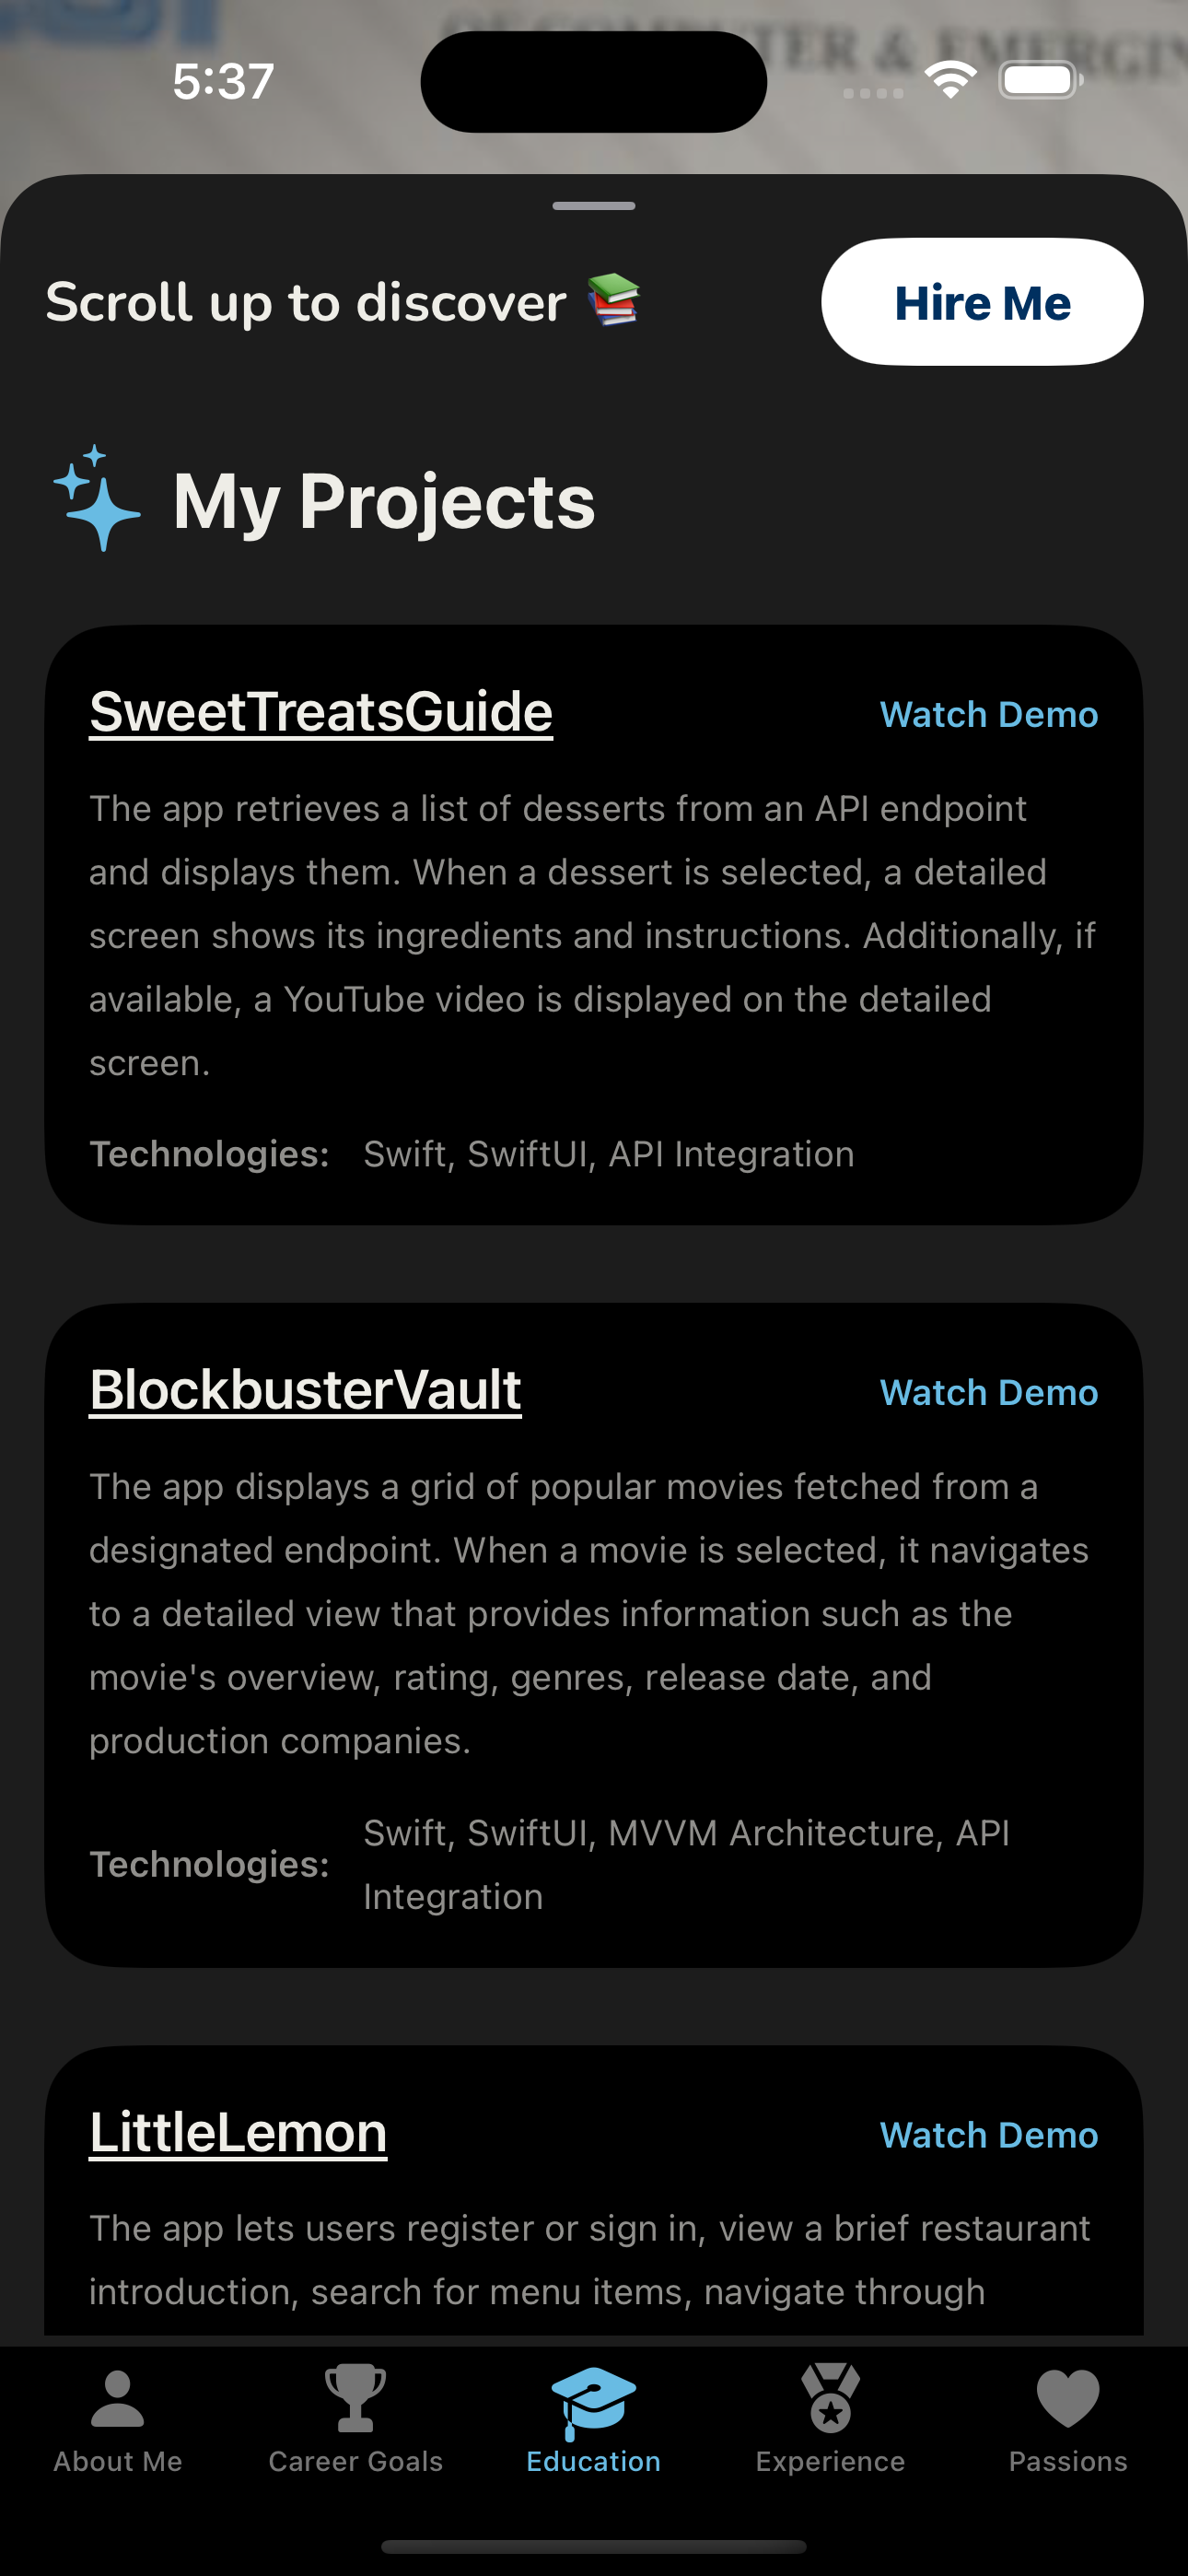 OF COMPUTER & EMERGIN
5:37
Scroll up to discover 📚
Hire Me
My Projects
SweetTreatsGuide
Watch Demo
The app retrieves a list of desserts from an API endpoint
and displays them. When a dessert is selected, a detailed
screen shows its ingredients and instructions. Additionally, if
available, a YouTube video is displayed on the detailed
screen.
Technologies: Swift, SwiftUI, API Integration
BlockbusterVault
Watch Demo
The app displays a grid of popular movies fetched from a
designated endpoint. When a movie is selected, it navigates
to a detailed view that provides information such as the
movie's overview, rating, genres, release date, and
production companies.
Technologies: Swift, SwiftUI, MVVM Architecture, API
Integration
LittleLemon
Watch Demo
The app lets users register or sign in, view a brief restaurant
introduction, search for menu items, navigate through
About Me
Career Goals
Education
Experience
Passions